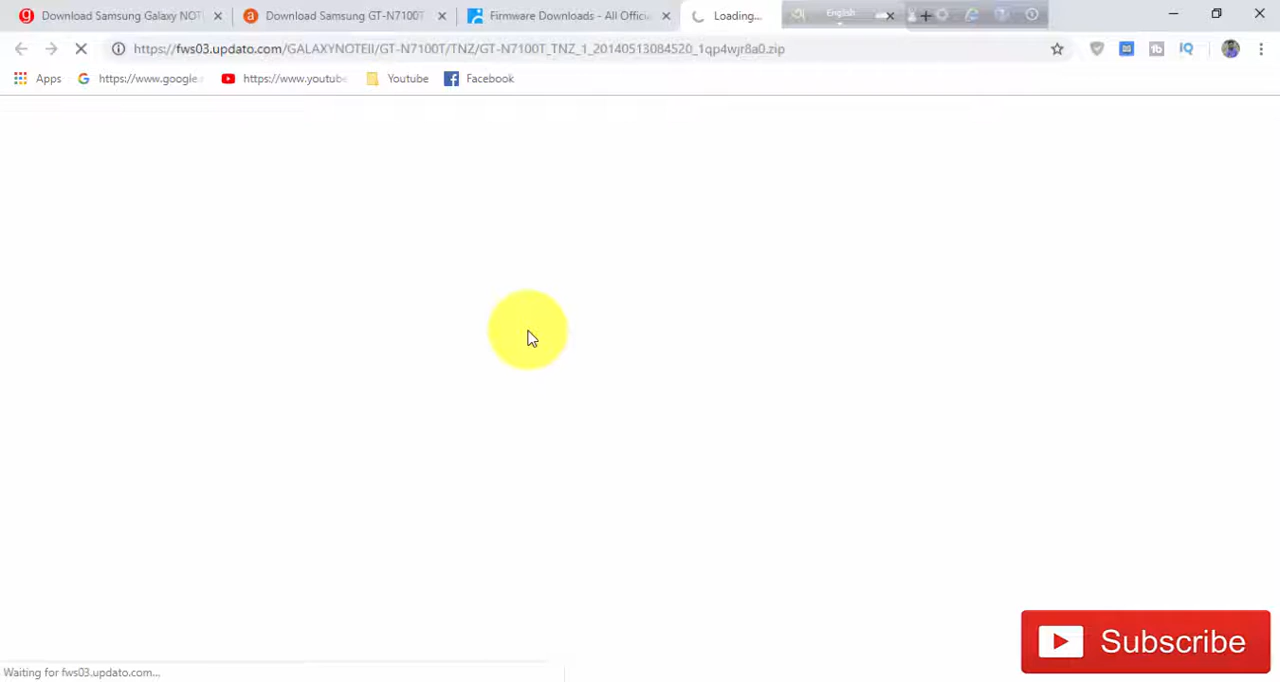 Download Samsung Galaxy NOT
Download Samsung GT-N7100T
Firmware Downloads - All Offici
Loading...
English
https://fws03.updato.com/GALAXYNOTEII/GT-N7100T/TNZ/GT-N7100T_TNZ_1_20140513084520_1qp4wjr8a0.zip
Apps
https://www.google
https://www.youtube
Youtube
Facebook
Subscribe
Waiting for fws03.updato.com...